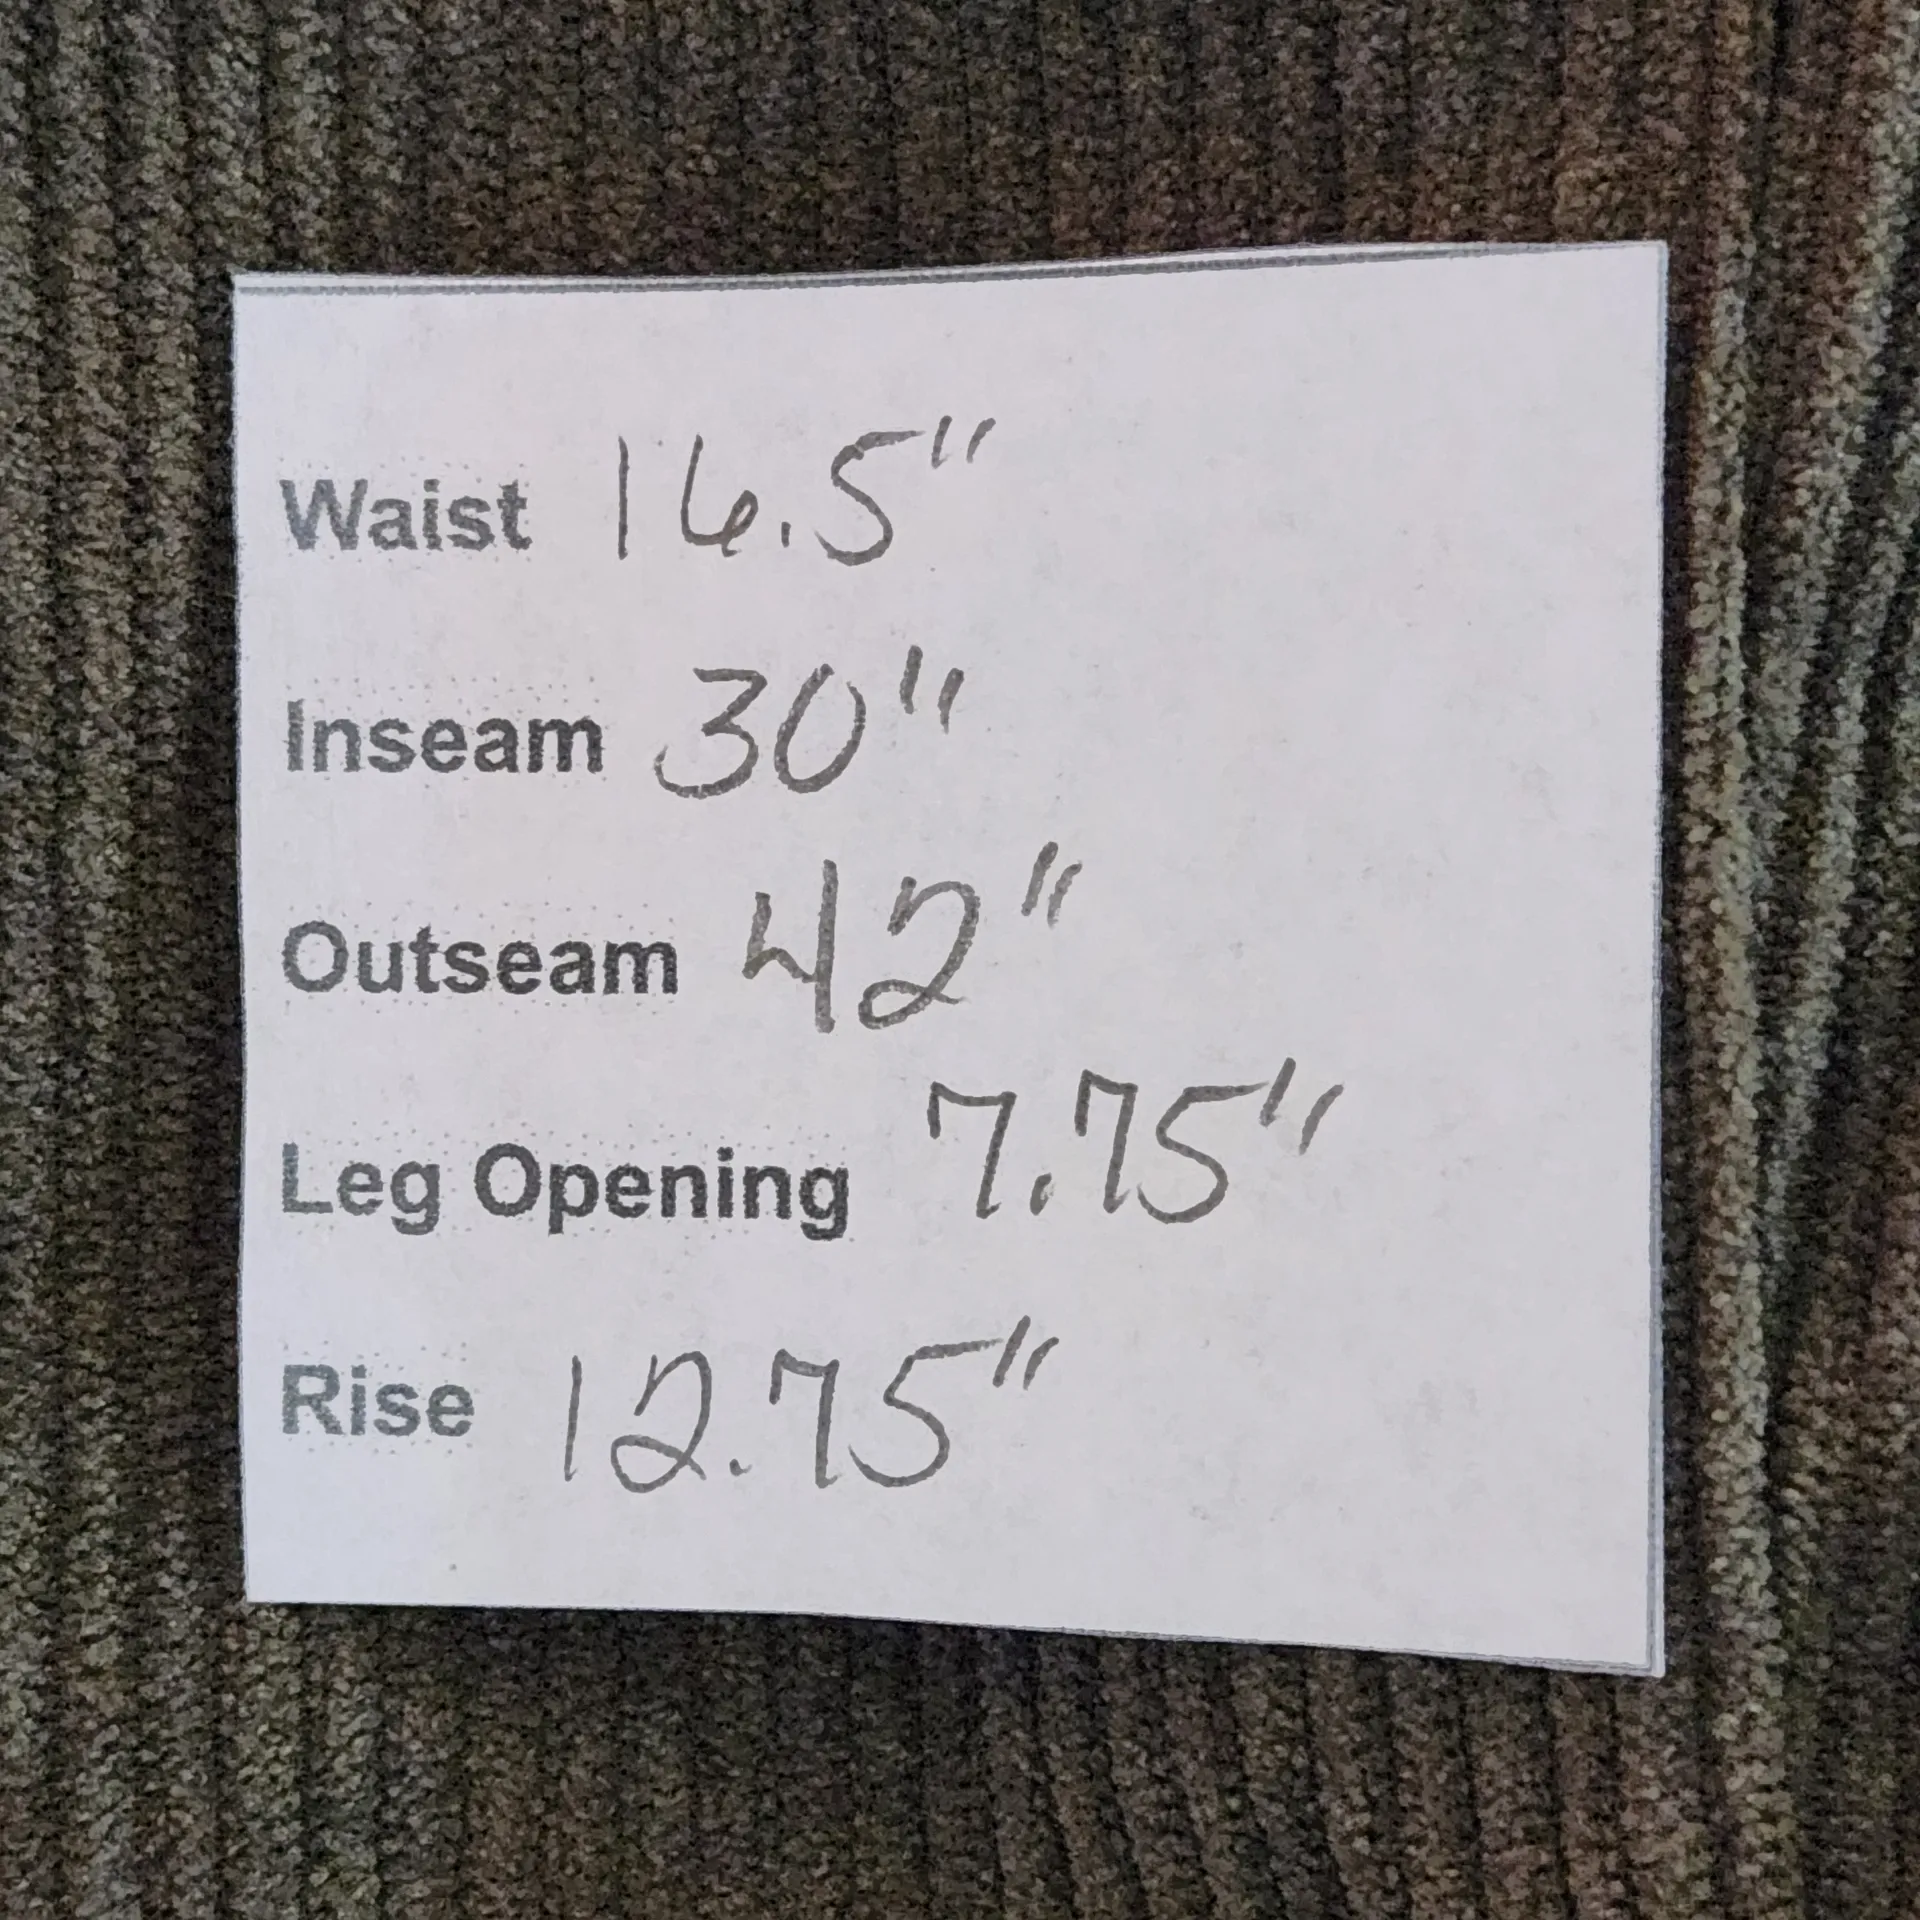 Waist 16.5"
Inseam 30"
Outseam 42"
Leg Opening 7.75"
Rise 12.75"